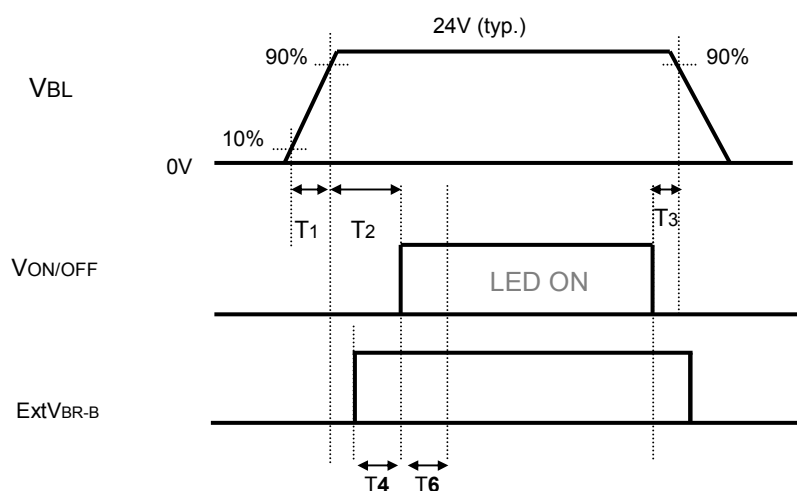 24V (typ.)
90%
90%
VBL
10%
0V
T1
T2
T3
VON/OFF
LED ON
ExtVBR-B
T4
T6